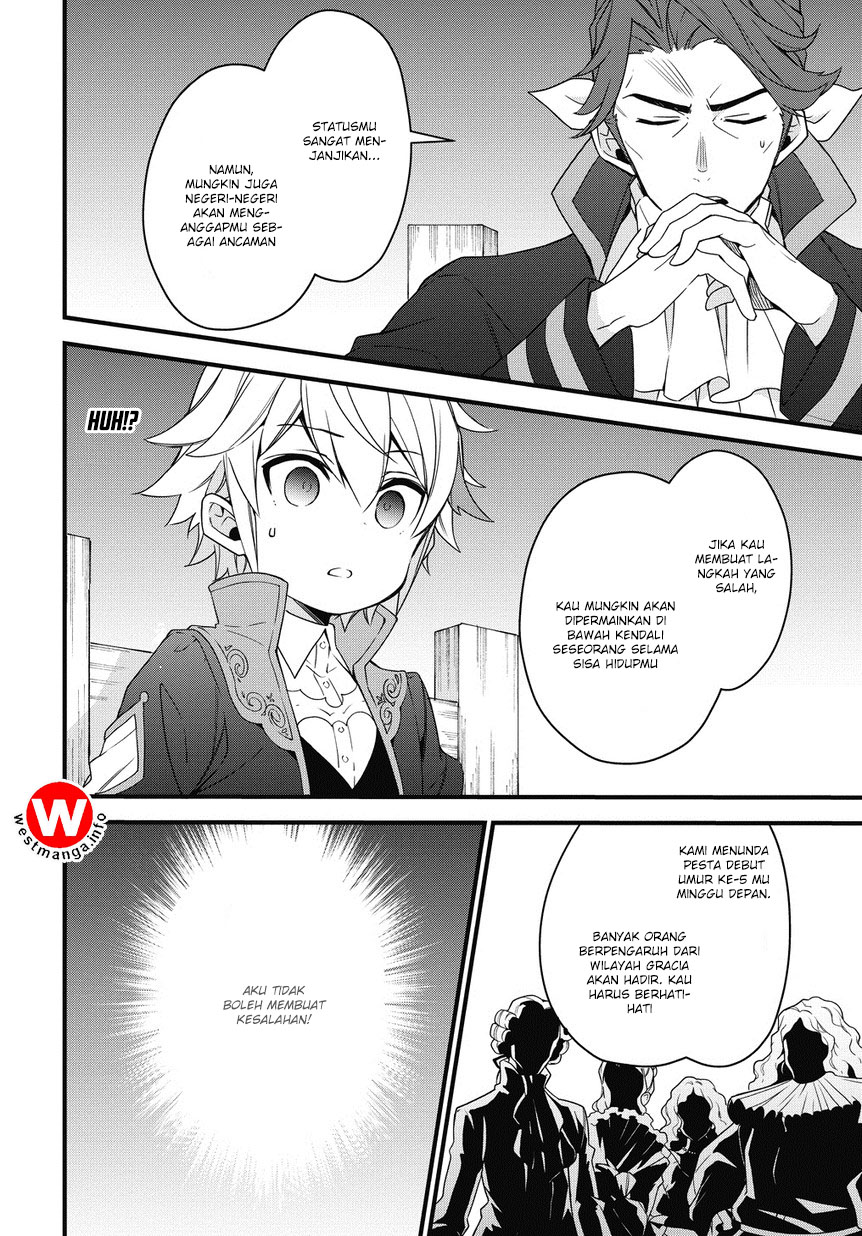 STATUSMU
SANGAT MEN-
JANJIKAN...
NAMUN,
MUNGKIN JUGA
NEGERI-NEGERI
AKAN MENG-
ANGGAPMU SEB-
AGAI ANCAMAN
HUH!?
JIKA KAU
MEMBUAT LA-
NGKAH YANG
SALAH,
KAU MUNGKIN AKAN
DIPERMAINKAN DI
BAWAH KENDALI
SESEORANG SELAMA
SISA HIDUPMU
W
westmanga.info
KAMI MENUNDA
PESTA DEBUT
UMUR KE-5 MU
MINGGU DEPAN.
BANYAK ORANG
BERPENGARUH DARI
WILAYAH GRACIA
AKAN HADIR. KAU
HARUS BERHATI-
HATI
AKU TIDAK
BOLEH MEMBUAT
KESALAHAN!